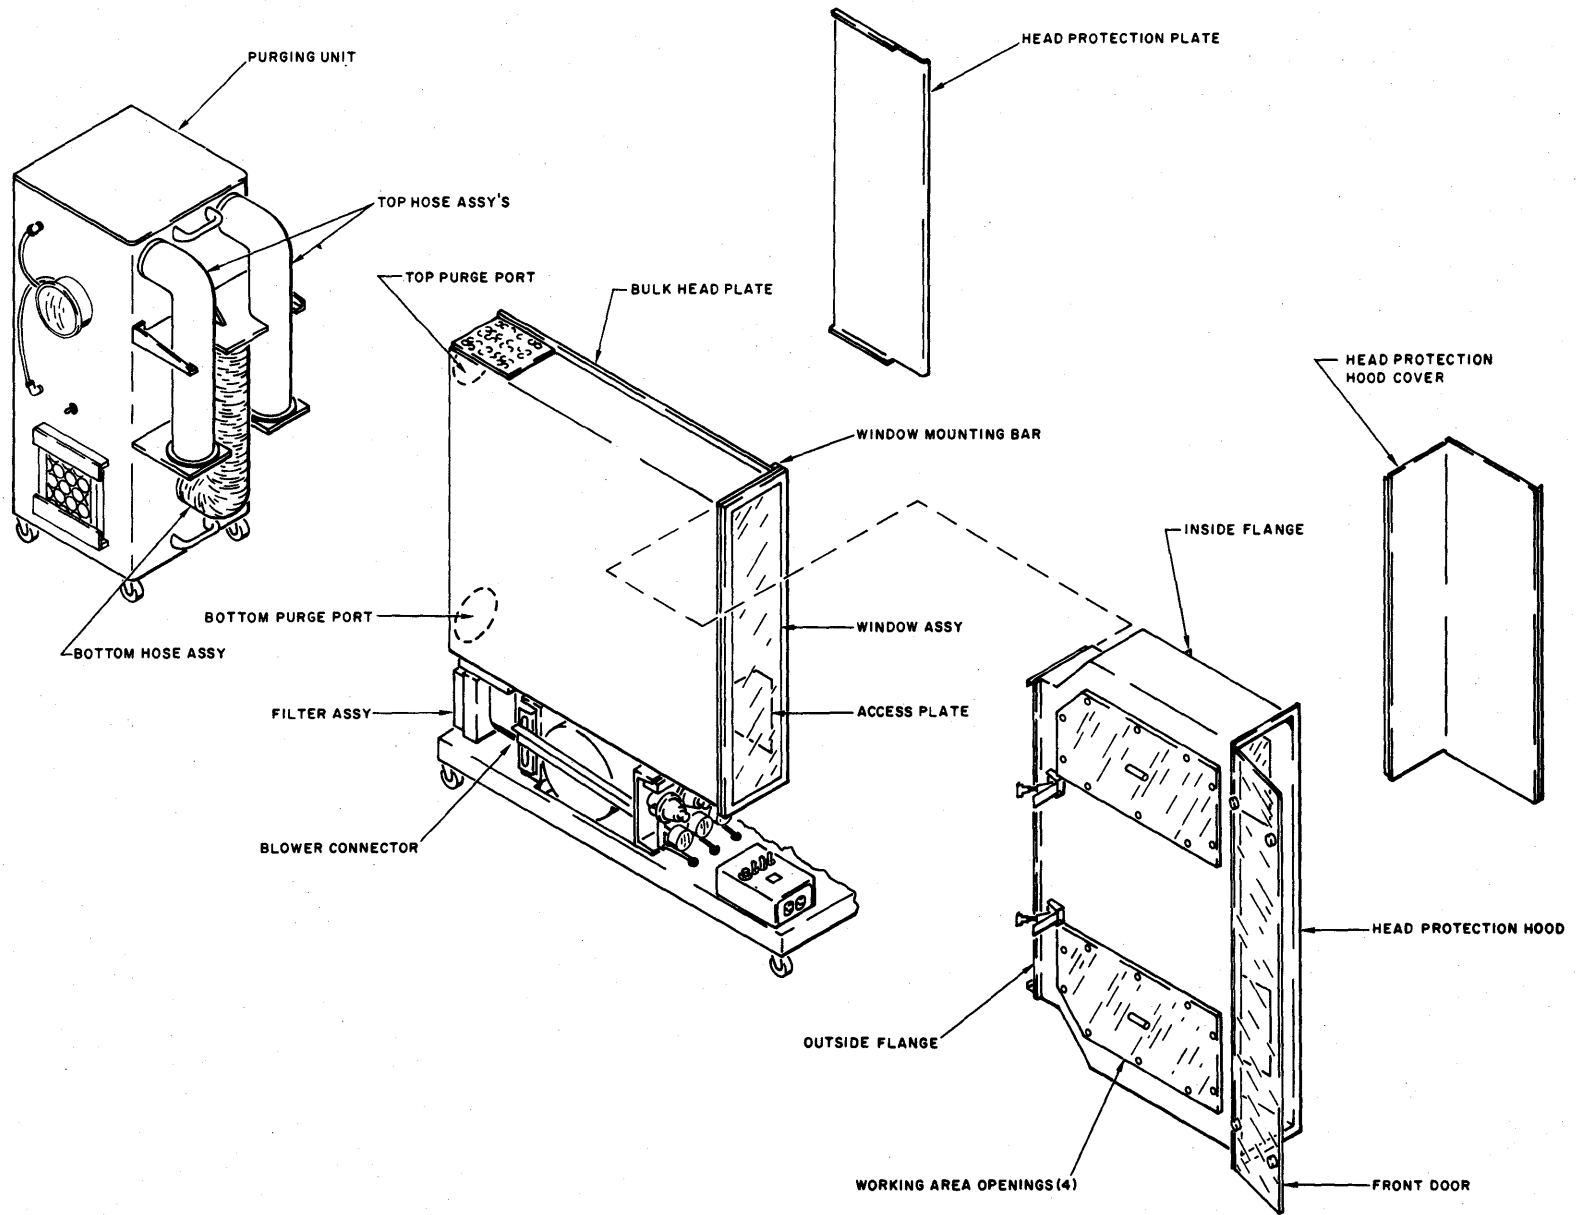 HEAD PROTECTION PLATE
PURGING UNIT
TOP HOSE ASSY'S
TOP PURGE PORT
BULK HEAD PLATE
HEAD PROTECTION
HOOD COVER
WINDOW MOUNTING BAR
INSIDE FLANGE
BOTTOM PURGE PORT
WINDOW ASSY
BOTTOM HOSE ASSY
FILTER ASSY
ACCESS PLATE
BLOWER CONNECTOR
HEAD PROTECTION HOOD
OUTSIDE FLANGE
WORKING AREA OPENINGS(4)
FRONT DOOR